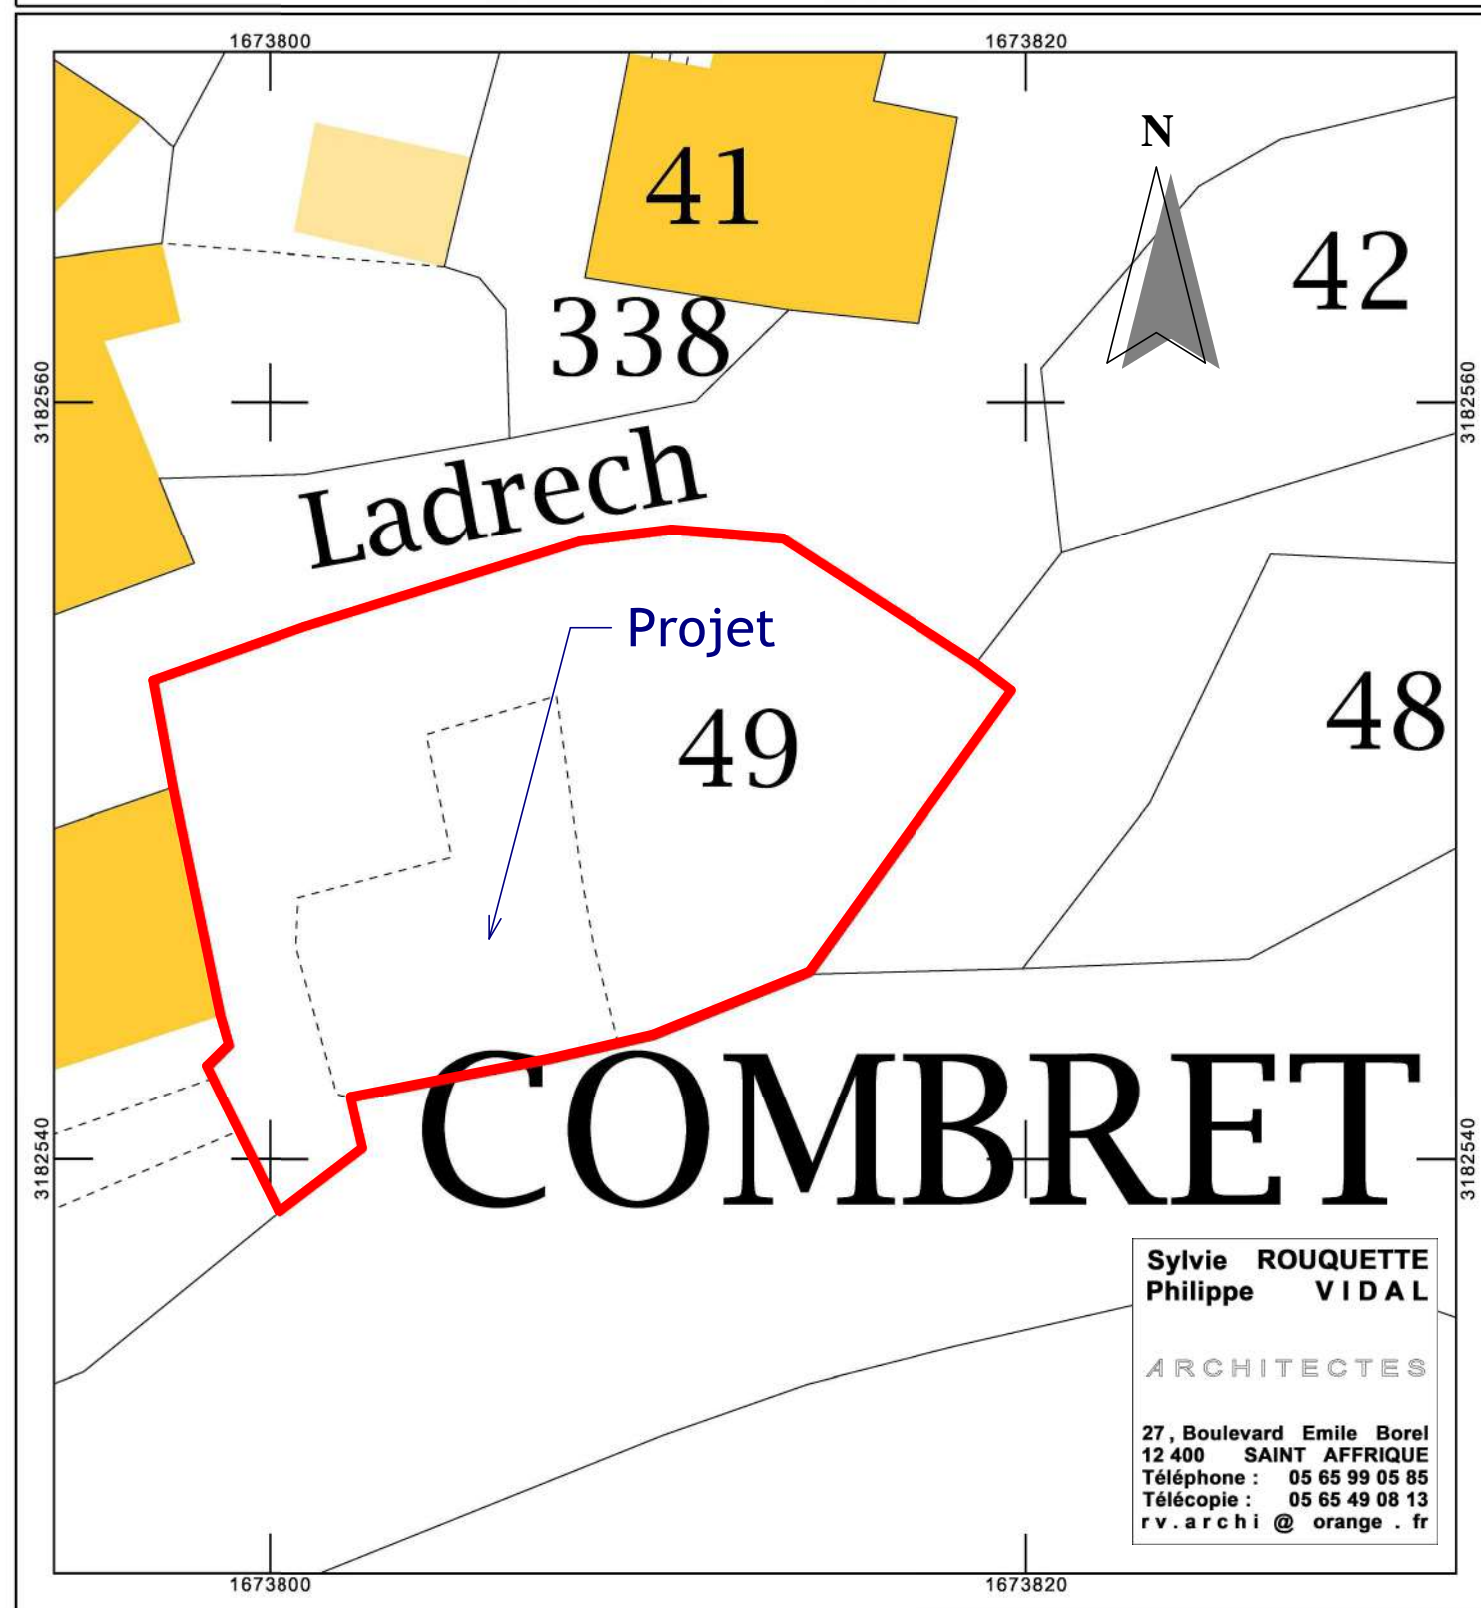 1673800
1673820
N
41
42
338
3182560
3182560
Ladrech
Projet
49
48
COMBRET
3182540
3182540
Sylvie ROUQUETTE
Philippe VIDAL
ARCHITECTES
27, Boulevard Emile Borel
12 400 SAINT AFFRIQUE
Téléphone : 05 65 99 05 85
Télécopie : 05 65 49 08 13
rv.archi @ orange . fr
1673800
1673820